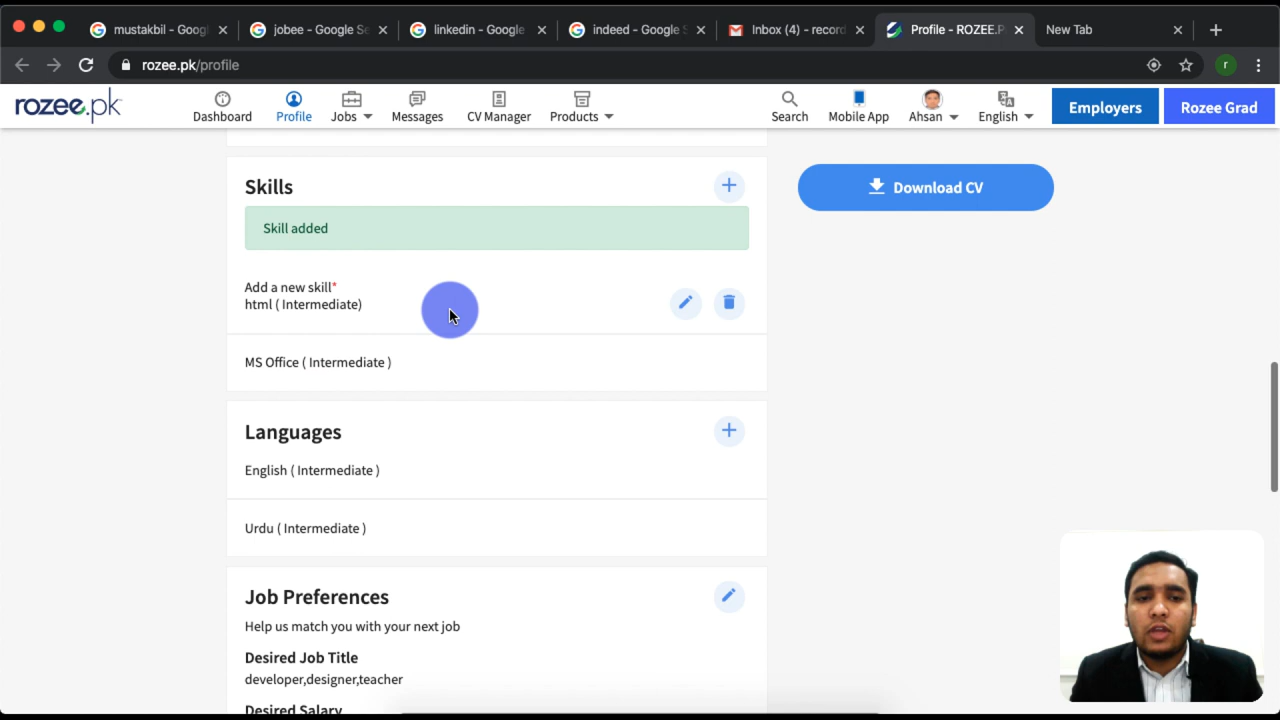 mustakbil - Goog
jobee - Google Se
linkedin - Google
indeed - Google S
Inbox (4) - record
Profile - ROZEE.P
New Tab
rozee.pk/profile
r
rozee.pk
Dashboard
Profile
Jobs
Messages
CV Manager
Products
Search
Mobile App
Ahsan
English
Employers
Rozee Grad
Skills
Download CV
Skill added
Add a new skill*
html ( Intermediate)
MS Office ( Intermediate )
Languages
English ( Intermediate )
Urdu ( Intermediate )
Job Preferences
Help us match you with your next job
Desired Job Title
developer,designer,teacher
Desired Salary